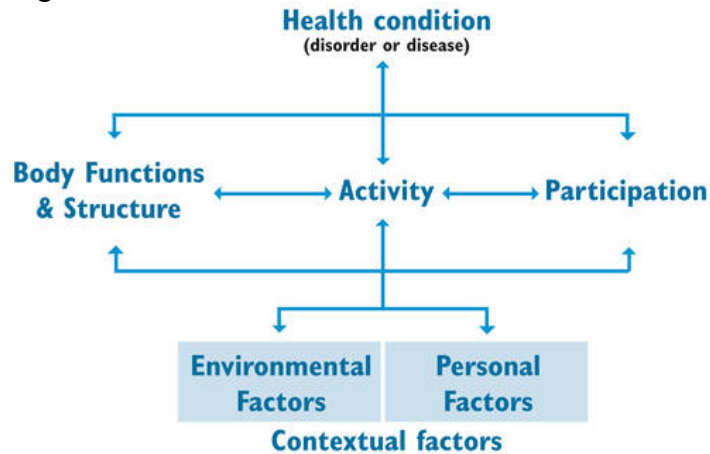 Health condition
(disorder or disease)
Body Functions
& Structure
Activity
Participation
Environmental
Factors
Personal
Factors
Contextual factors